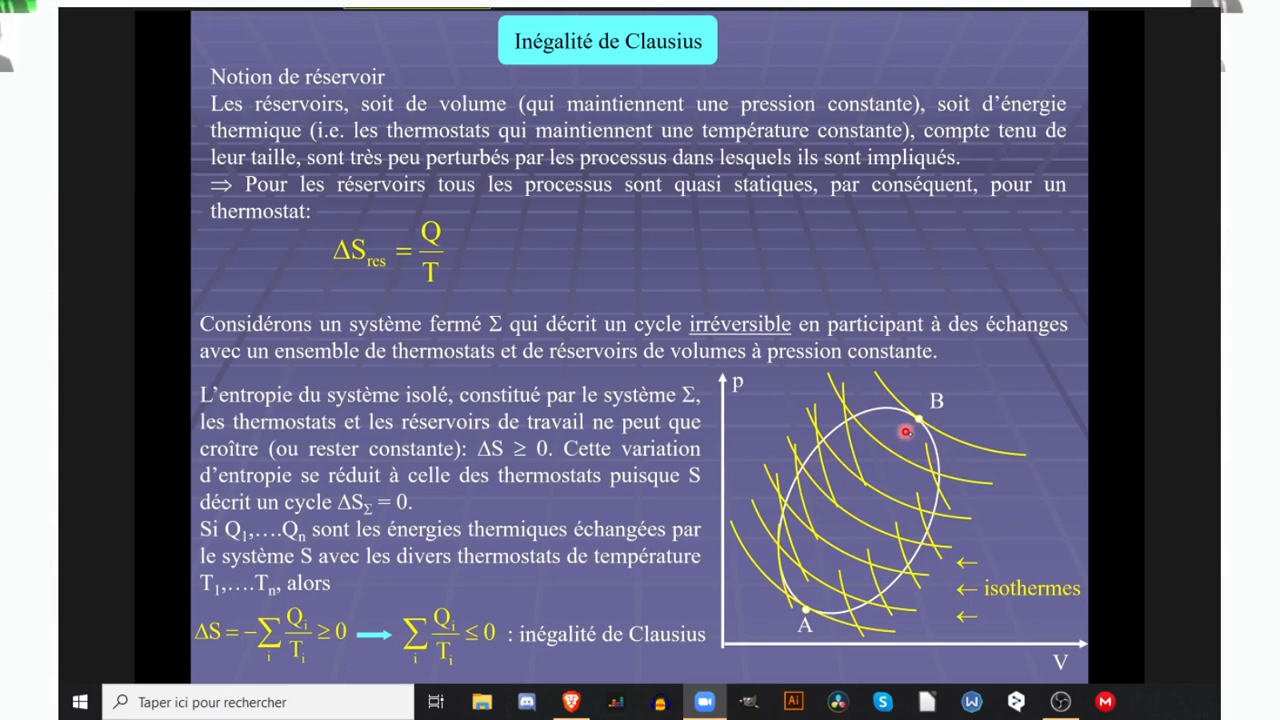 Inégalité de Clausius
Notion de réservoir
Les réservoirs, soit de volume (qui maintiennent une pression constante), soit d’énergie
thermique (i.e. les thermostats qui maintiennent une température constante), compte tenu de
leur taille, sont très peu perturbés par les processus dans lesquels ils sont impliqués.
⇒ Pour les réservoirs tous les processus sont quasi statiques, par conséquent, pour un
thermostat:
ΔS_res = Q/T
Considérons un système fermé Σ qui décrit un cycle irréversible en participant à des échanges
avec un ensemble de thermostats et de réservoirs de volumes à pression constante.
L’entropie du système isolé, constitué par le système Σ,
les thermostats et les réservoirs de travail ne peut que
croître (ou rester constante): ΔS ≥ 0. Cette variation
d’entropie se réduit à celle des thermostats puisque S
décrit un cycle ΔS_Σ = 0.
Si Q₁,….Qₙ sont les énergies thermiques échangées par
le système S avec les divers thermostats de température
T₁,….Tₙ, alors
ΔS = −∑_i Q_i/T_i ≥ 0 → ∑_i Q_i/T_i ≤ 0 : inégalité de Clausius
p
B
← 
← isothermes
←
A
V
Taper ici pour rechercher
Ai
S
W
M